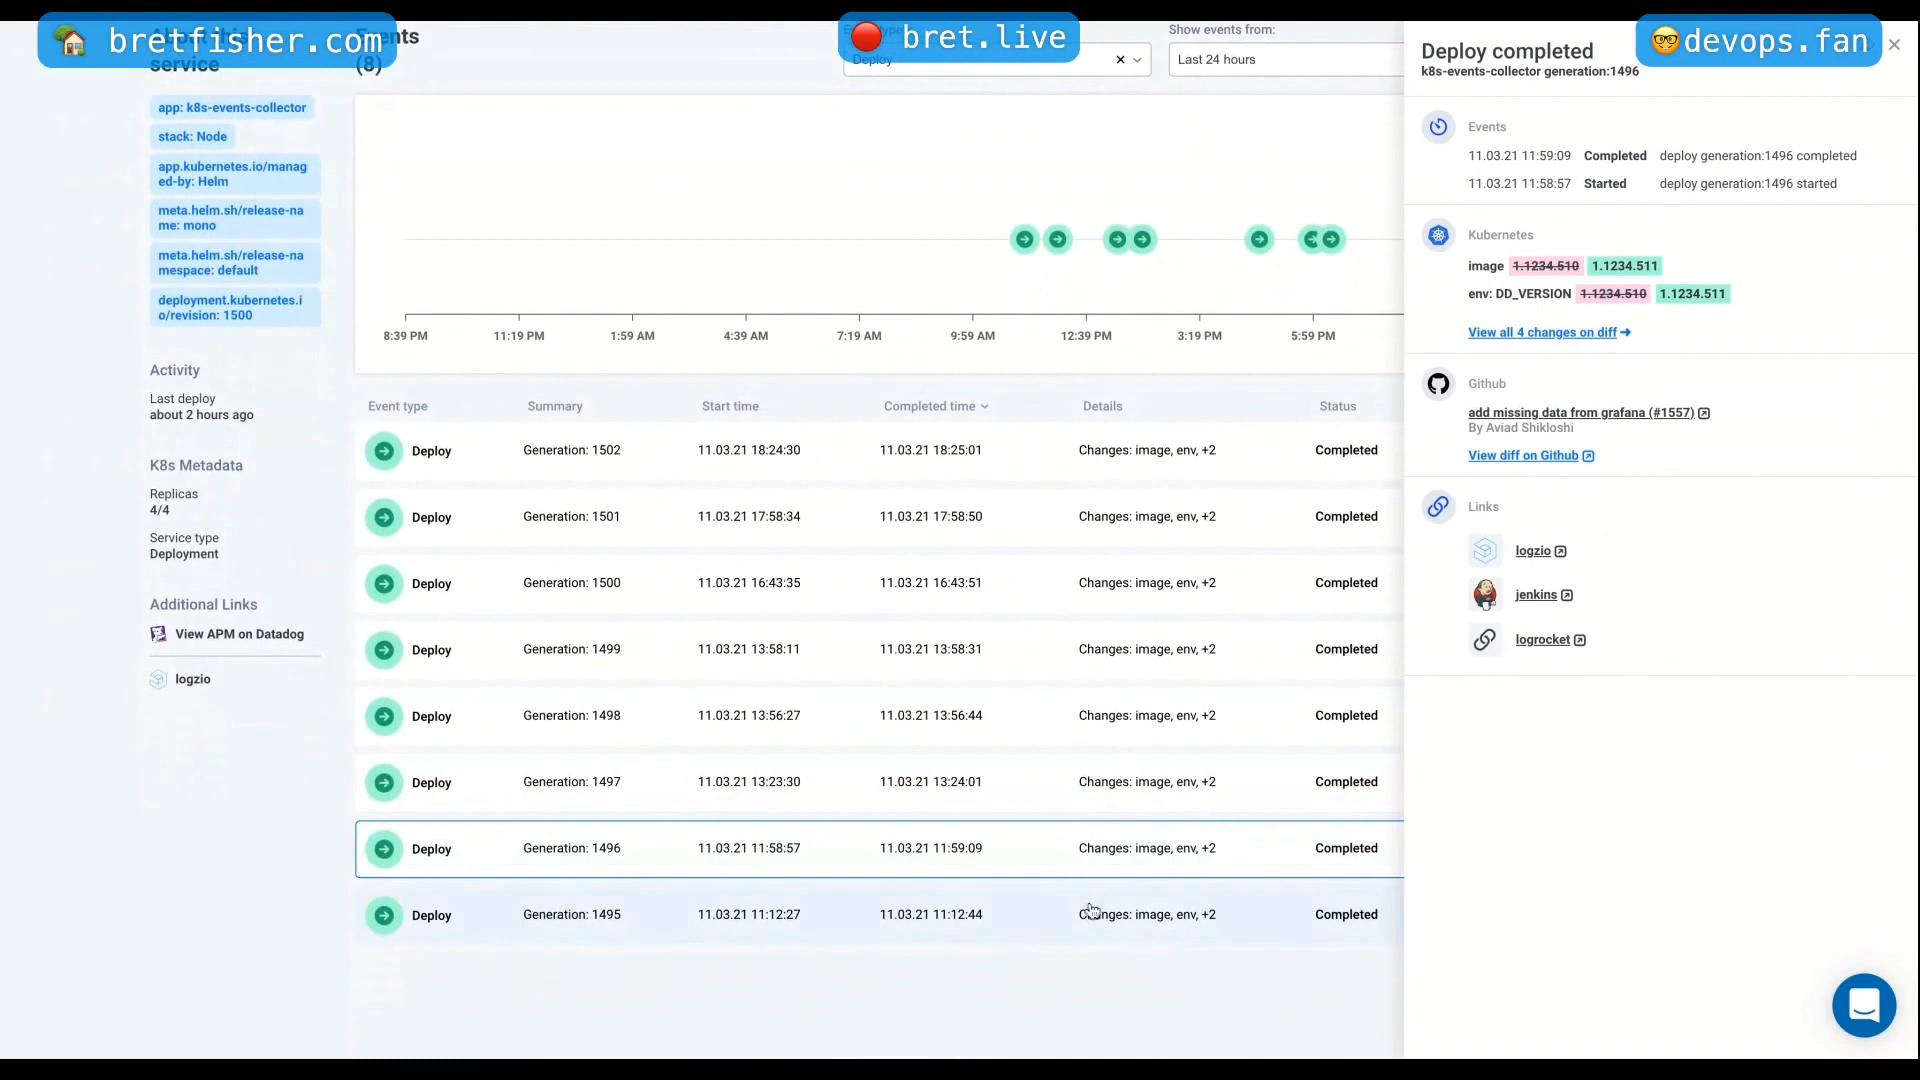 bretfisher.com
bret.live
devops.fan
service
Events
(8)
Deploy
Show events from:
Last 24 hours
app: k8s-events-collector
stack: Node
app.kubernetes.io/manag
ed-by: Helm
meta.helm.sh/release-na
me: mono
meta.helm.sh/release-na
mespace: default
deployment.kubernetes.i
o/revision: 1500
Activity
Last deploy
about 2 hours ago
K8s Metadata
Replicas
4/4
Service type
Deployment
Additional Links
View APM on Datadog
logzio
8:39 PM 11:19 PM 1:59 AM 4:39 AM 7:19 AM 9:59 AM 12:39 PM 3:19 PM 5:59 PM
Event type Summary Start time Completed time Details Status
Deploy Generation: 1502 11.03.21 18:24:30 11.03.21 18:25:01 Changes: image, env, +2 Completed
Deploy Generation: 1501 11.03.21 17:58:34 11.03.21 17:58:50 Changes: image, env, +2 Completed
Deploy Generation: 1500 11.03.21 16:43:35 11.03.21 16:43:51 Changes: image, env, +2 Completed
Deploy Generation: 1499 11.03.21 13:58:11 11.03.21 13:58:31 Changes: image, env, +2 Completed
Deploy Generation: 1498 11.03.21 13:56:27 11.03.21 13:56:44 Changes: image, env, +2 Completed
Deploy Generation: 1497 11.03.21 13:23:30 11.03.21 13:24:01 Changes: image, env, +2 Completed
Deploy Generation: 1496 11.03.21 11:58:57 11.03.21 11:59:09 Changes: image, env, +2 Completed
Deploy Generation: 1495 11.03.21 11:12:27 11.03.21 11:12:44 Changes: image, env, +2 Completed
Deploy completed
k8s-events-collector generation:1496
Events
11.03.21 11:59:09 Completed deploy generation:1496 completed
11.03.21 11:58:57 Started deploy generation:1496 started
Kubernetes
image 1.1234.510 1.1234.511
env: DD_VERSION 1.1234.510 1.1234.511
View all 4 changes on diff
Github
add missing data from grafana (#1557)
By Aviad Shikloshi
View diff on Github
Links
logzio
jenkins
logrocket